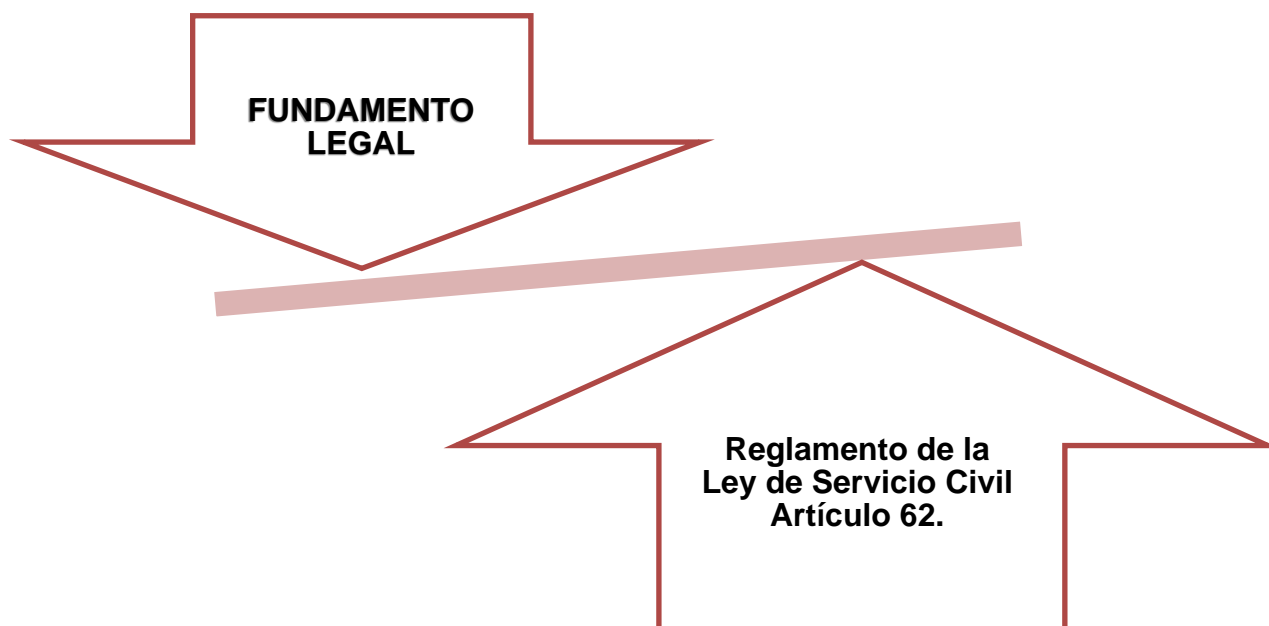 FUNDAMENTO
LEGAL
Reglamento de la
Ley de Servicio Civil
Artículo 62.